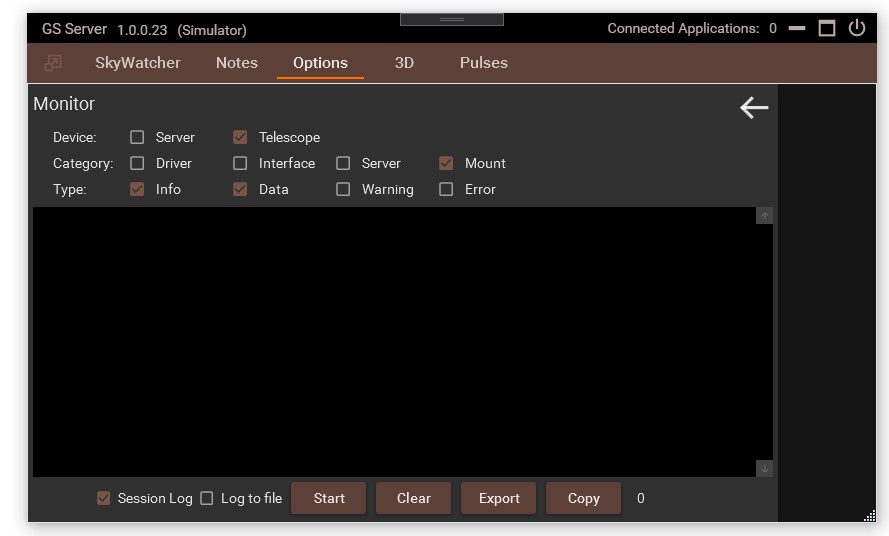 GS Server 1.0.0.23 (Simulator) Connected Applications: 0
SkyWatcher Notes Options 3D Pulses
Monitor
Device: Server Telescope
Category: Driver Interface Server Mount
Type: Info Data Warning Error
Session Log Log to file Start Clear Export Copy 0